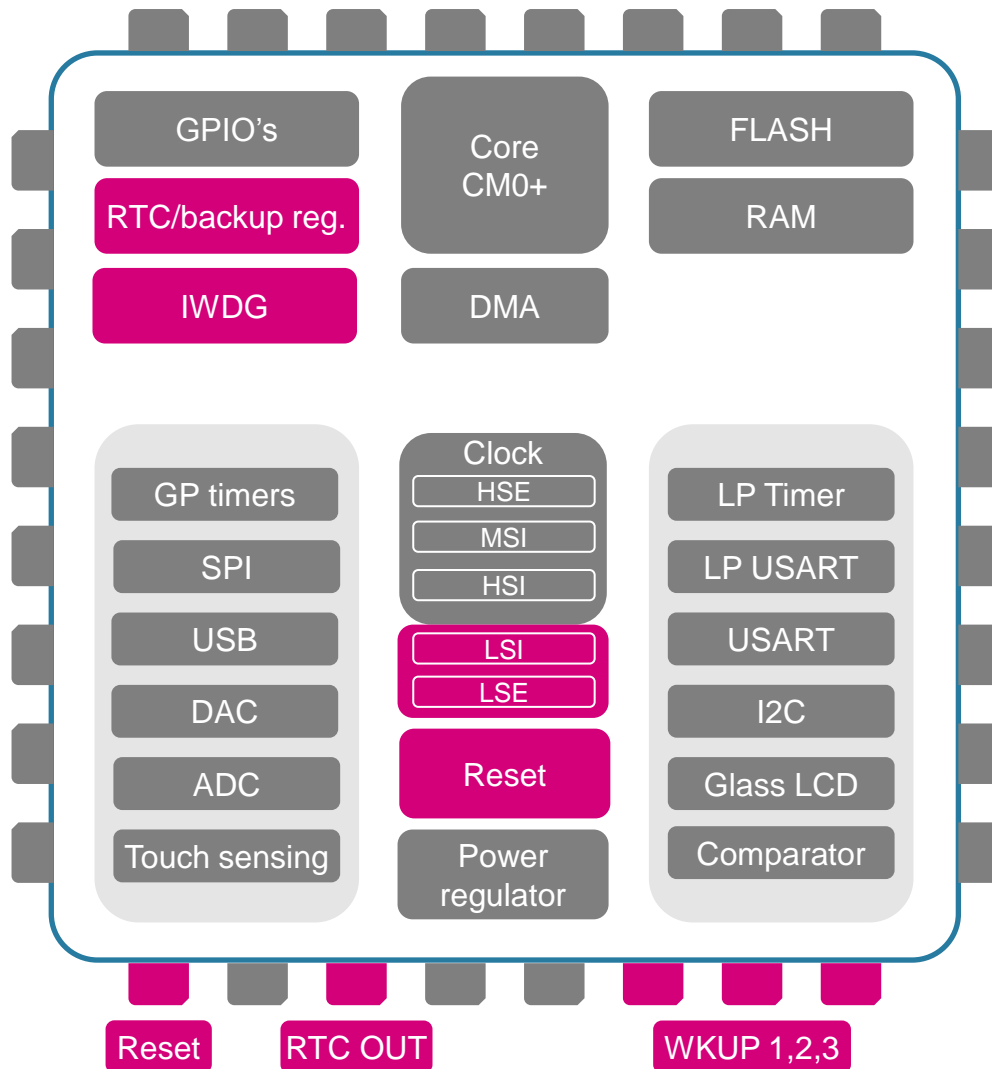 GPIO’s
RTC/backup reg.
IWDG
Core
CM0+
DMA
FLASH
RAM
GP timers
SPI
USB
DAC
ADC
Touch sensing
Clock
HSE
MSI
HSI
LSI
LSE
Reset
Power
regulator
LP Timer
LP USART
USART
I2C
Glass LCD
Comparator
Reset
RTC OUT
WKUP 1,2,3